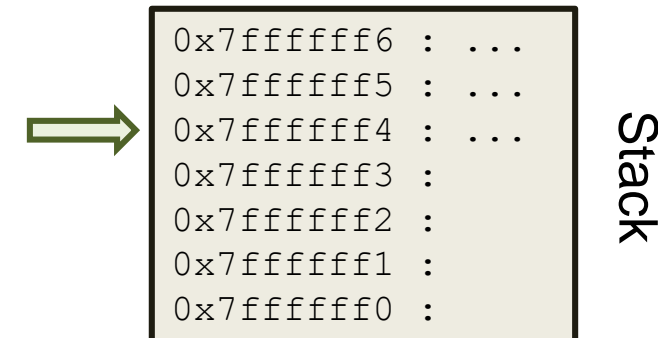 0x7ffffff6 : ...
0x7ffffff5 : ...
0x7ffffff4 : ...
0x7ffffff3 :
0x7ffffff2 :
0x7ffffff1 :
0x7ffffff0 :
Stack